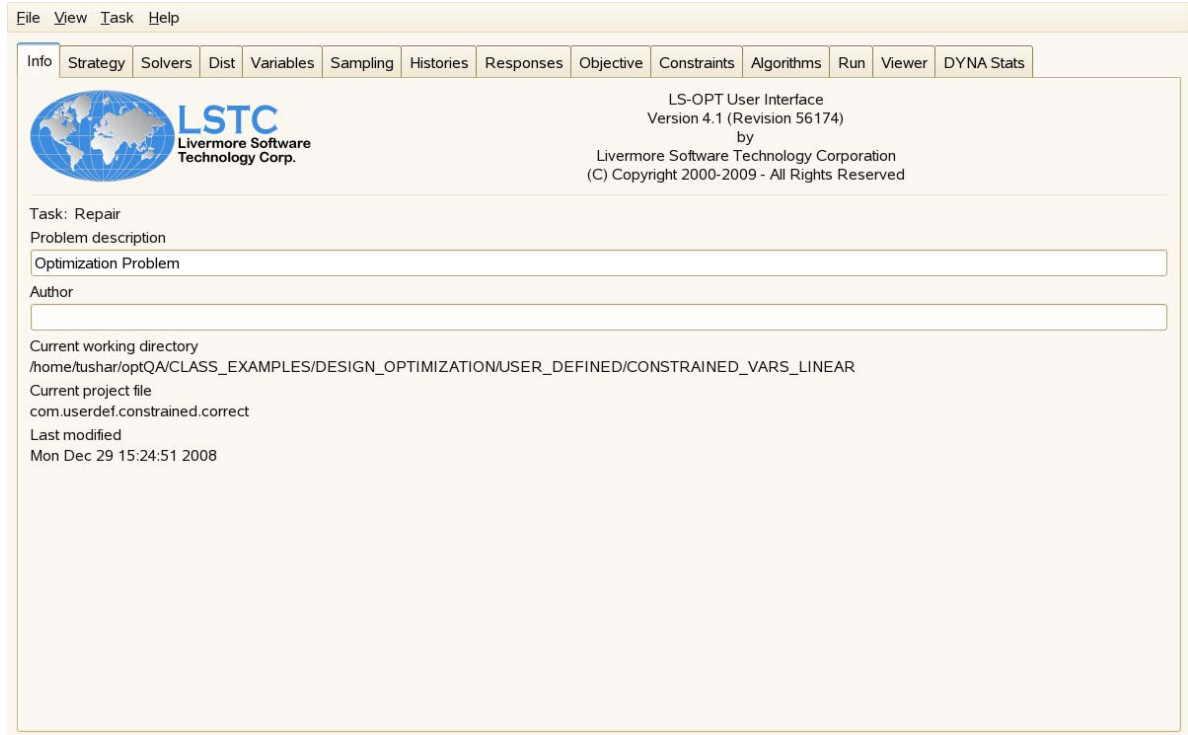 File View Task Help
Info Strategy Solvers Dist Variables Sampling Histories Responses Objective Constraints Algorithms Run Viewer DYNA Stats
LSTC
Livermore Software
Technology Corp.
LS-OPT User Interface
Version 4.1 (Revision 56174)
by
Livermore Software Technology Corporation
(C) Copyright 2000-2009 - All Rights Reserved
Task: Repair
Problem description
Optimization Problem
Author
Current working directory
/home/tushar/optQA/CLASS_EXAMPLES/DESIGN_OPTIMIZATION/USER_DEFINED/CONSTRAINED_VARS_LINEAR
Current project file
com.userdef.constrained.correct
Last modified
Mon Dec 29 15:24:51 2008